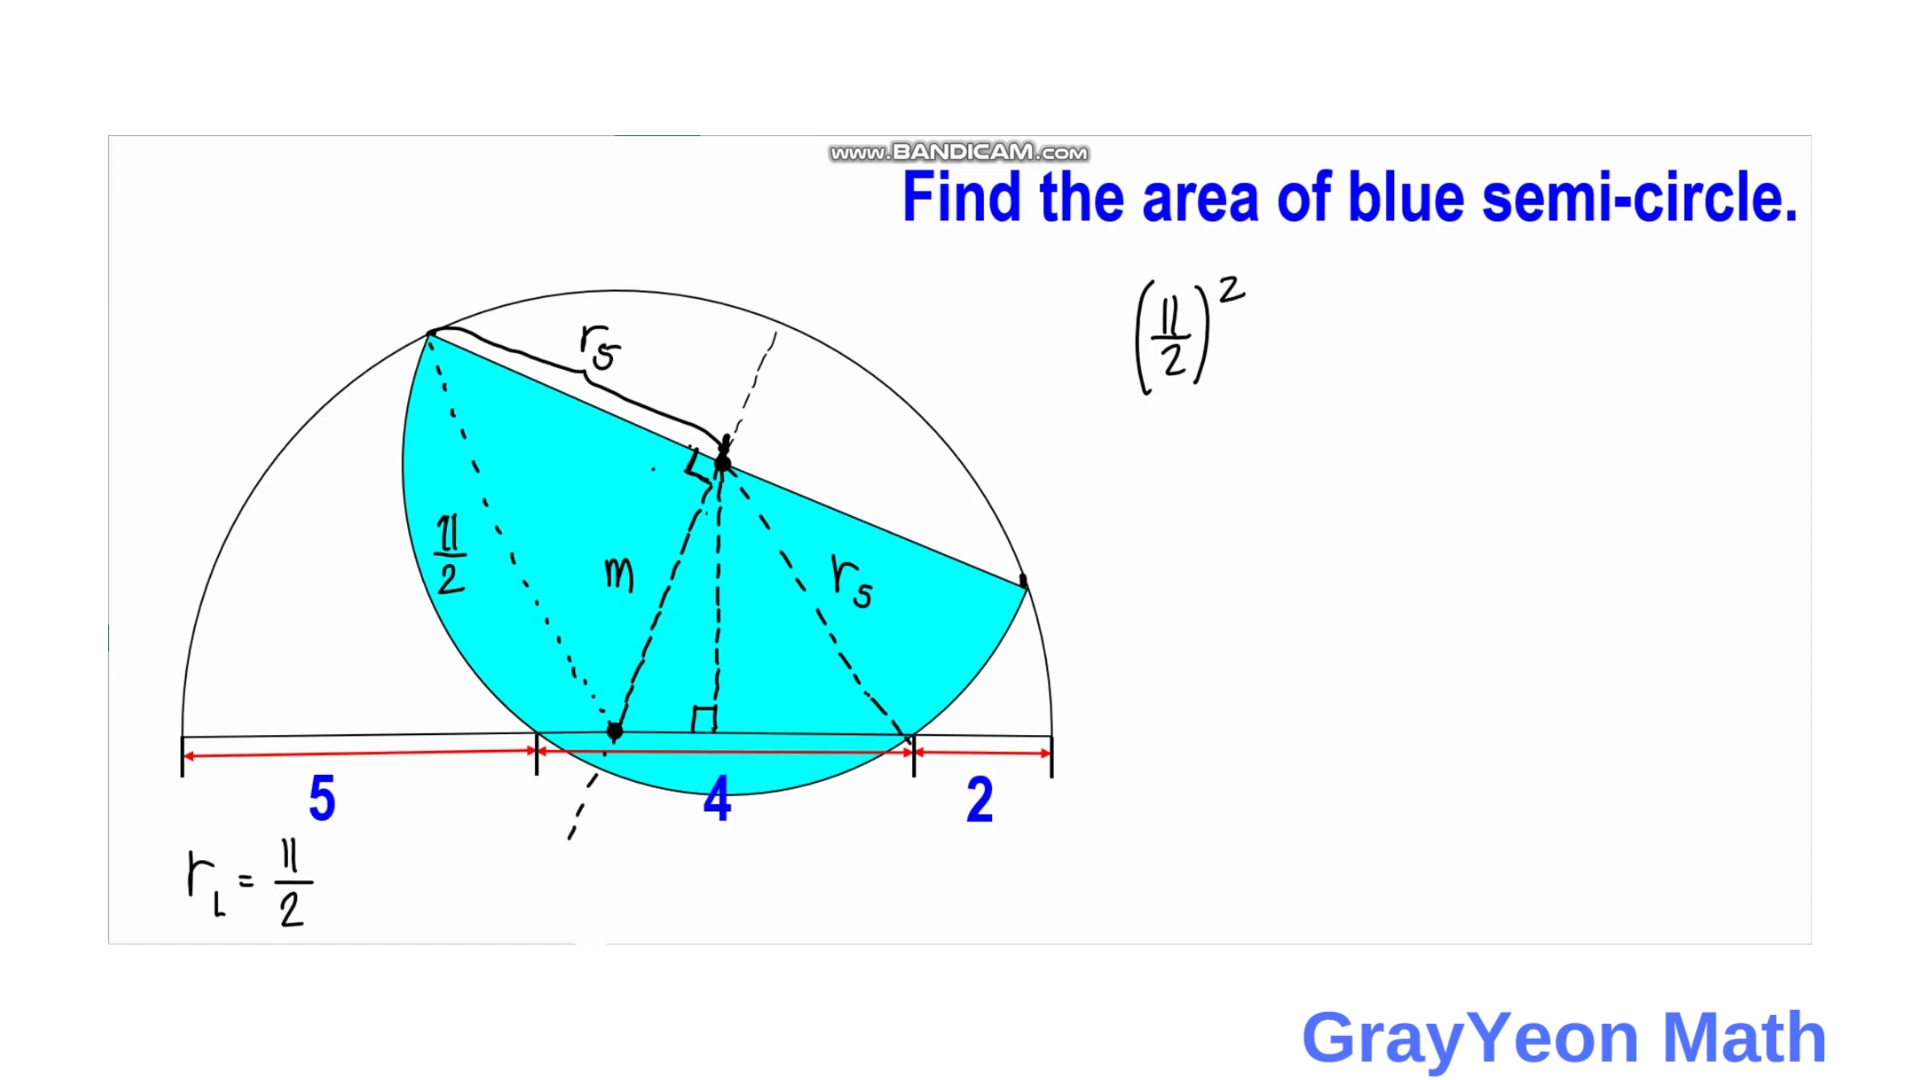 www.BANDICAM.com
Find the area of blue semi-circle.
(11/2)²
r₅
11/2
m
r₅
5
4
2
r_L = 11/2
GrayYeon Math